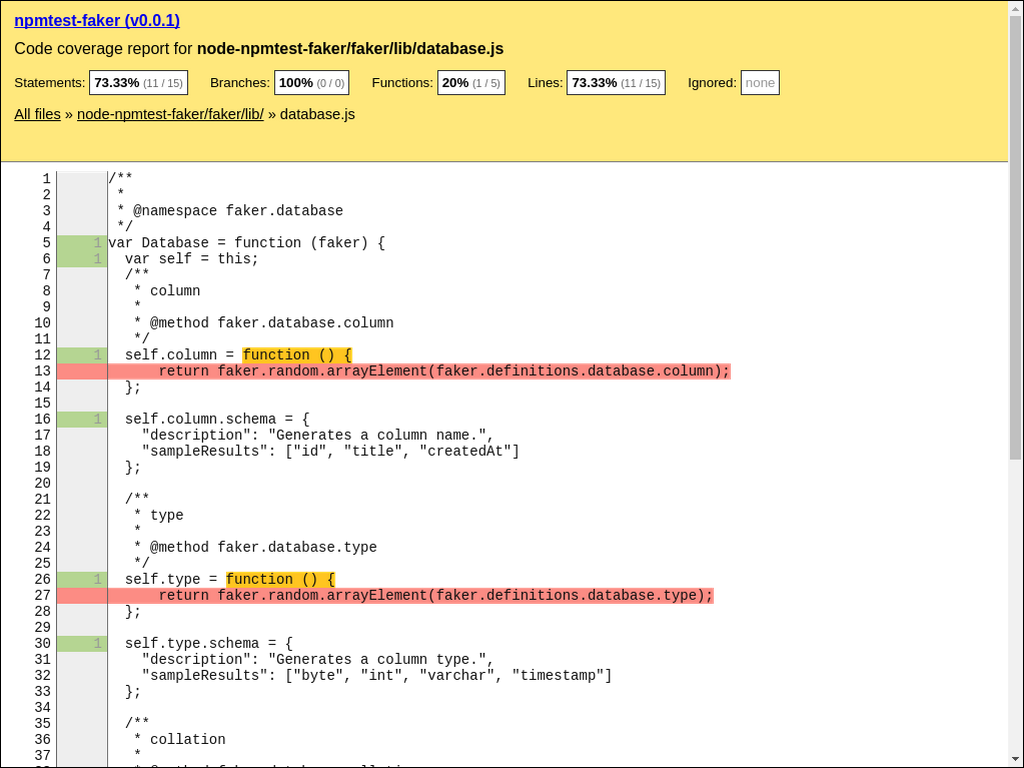 npmtest-faker (v0.0.1)
Code coverage report for node-npmtest-faker/faker/lib/database.js
Statements: 73.33% (11 / 15) Branches: 100% (0 / 0) Functions: 20% (1 / 5) Lines: 73.33% (11 / 15) Ignored: none
All files » node-npmtest-faker/faker/lib/ » database.js
1 /**
2  *
3  * @namespace faker.database
4  */
5 1 var Database = function (faker) {
6 1   var self = this;
7   /**
8    * column
9    *
10    * @method faker.database.column
11    */
12 1   self.column = function () {
13       return faker.random.arrayElement(faker.definitions.database.column);
14   };
15
16 1   self.column.schema = {
17     "description": "Generates a column name.",
18     "sampleResults": ["id", "title", "createdAt"]
19   };
20
21   /**
22    * type
23    *
24    * @method faker.database.type
25    */
26 1   self.type = function () {
27       return faker.random.arrayElement(faker.definitions.database.type);
28   };
29
30 1   self.type.schema = {
31     "description": "Generates a column type.",
32     "sampleResults": ["byte", "int", "varchar", "timestamp"]
33   };
34
35   /**
36    * collation
37    *